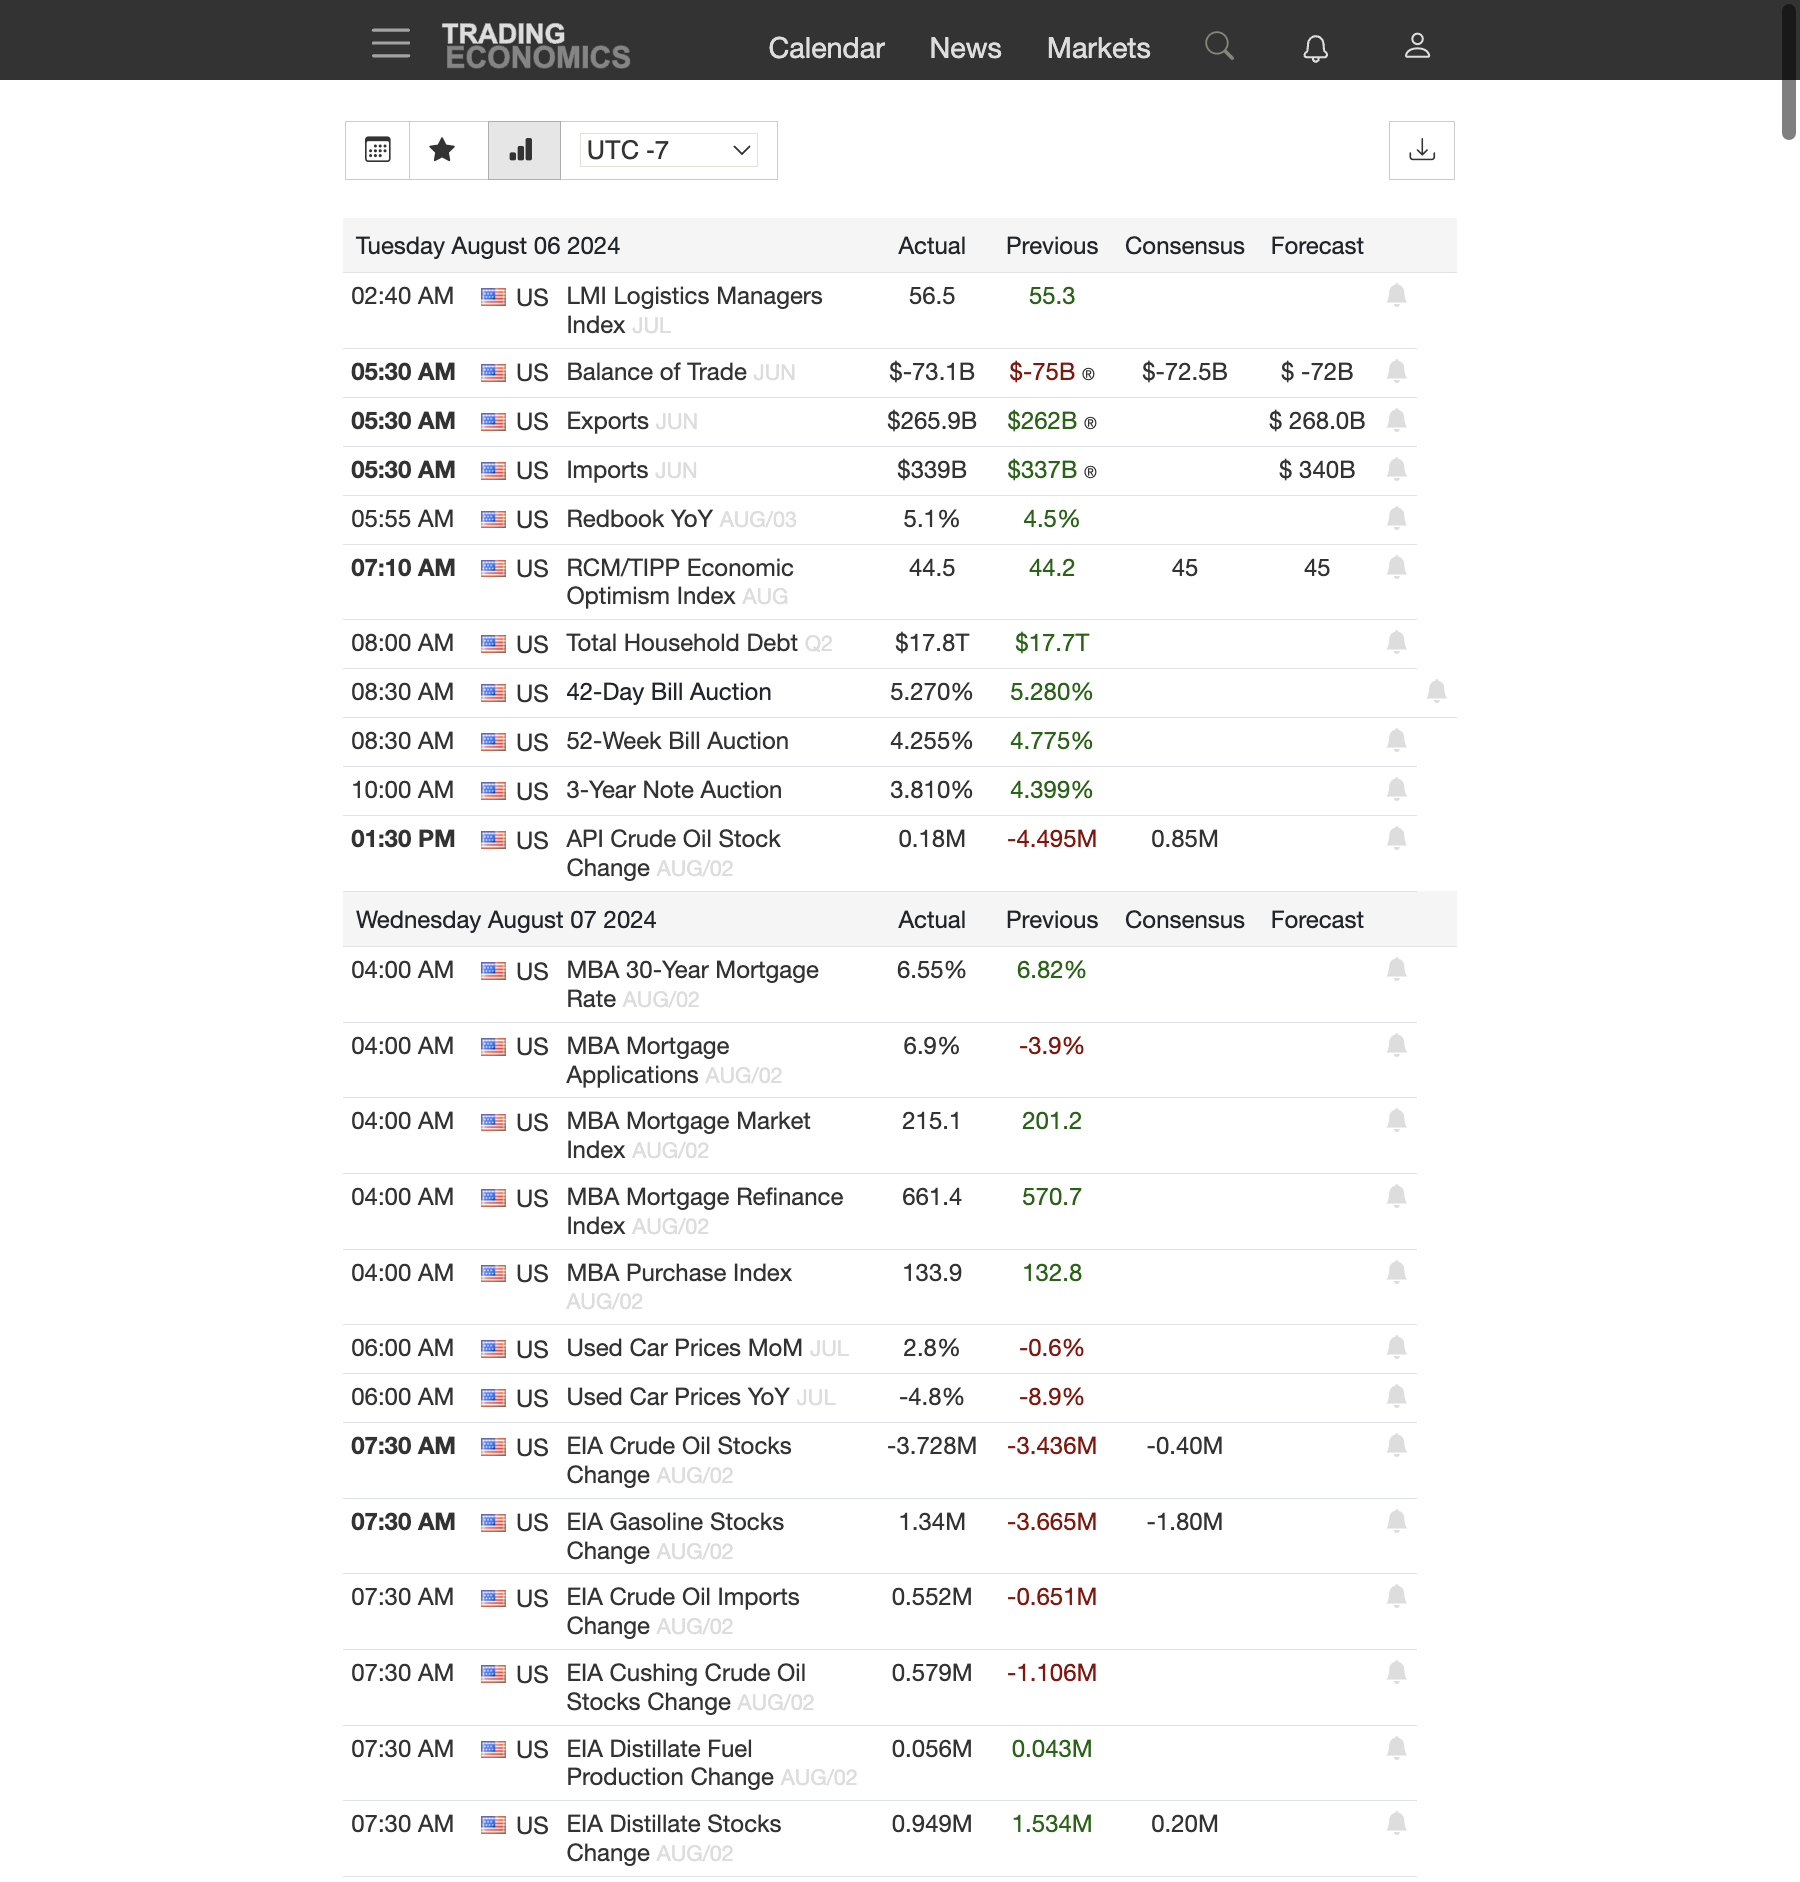 TRADING
ECONOMICS
Calendar News Markets
UTC -7
Tuesday August 06 2024 Actual Previous Consensus Forecast
02:40 AM US LMI Logistics Managers 56.5 55.3
Index JUL
05:30 AM US Balance of Trade JUN $-73.1B $-75B ® $-72.5B $ -72B
05:30 AM US Exports JUN $265.9B $262B ® $ 268.0B
05:30 AM US Imports JUN $339B $337B ® $ 340B
05:55 AM US Redbook YoY AUG/03 5.1% 4.5%
07:10 AM US RCM/TIPP Economic 44.5 44.2 45 45
Optimism Index AUG
08:00 AM US Total Household Debt Q2 $17.8T $17.7T
08:30 AM US 42-Day Bill Auction 5.270% 5.280%
08:30 AM US 52-Week Bill Auction 4.255% 4.775%
10:00 AM US 3-Year Note Auction 3.810% 4.399%
01:30 PM US API Crude Oil Stock 0.18M -4.495M 0.85M
Change AUG/02
Wednesday August 07 2024 Actual Previous Consensus Forecast
04:00 AM US MBA 30-Year Mortgage 6.55% 6.82%
Rate AUG/02
04:00 AM US MBA Mortgage 6.9% -3.9%
Applications AUG/02
04:00 AM US MBA Mortgage Market 215.1 201.2
Index AUG/02
04:00 AM US MBA Mortgage Refinance 661.4 570.7
Index AUG/02
04:00 AM US MBA Purchase Index 133.9 132.8
AUG/02
06:00 AM US Used Car Prices MoM JUL 2.8% -0.6%
06:00 AM US Used Car Prices YoY JUL -4.8% -8.9%
07:30 AM US EIA Crude Oil Stocks -3.728M -3.436M -0.40M
Change AUG/02
07:30 AM US EIA Gasoline Stocks 1.34M -3.665M -1.80M
Change AUG/02
07:30 AM US EIA Crude Oil Imports 0.552M -0.651M
Change AUG/02
07:30 AM US EIA Cushing Crude Oil 0.579M -1.106M
Stocks Change AUG/02
07:30 AM US EIA Distillate Fuel 0.056M 0.043M
Production Change AUG/02
07:30 AM US EIA Distillate Stocks 0.949M 1.534M 0.20M
Change AUG/02